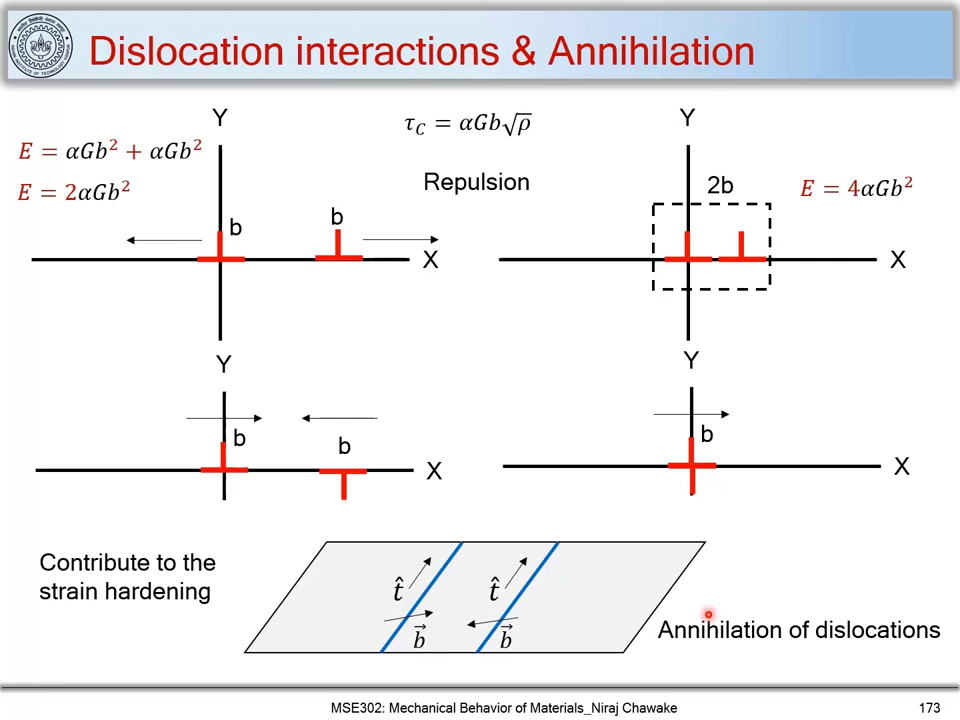 Dislocation interactions & Annihilation
Y
τ_C = αGb√ρ
Y
E = αGb² + αGb²
E = 2αGb²
Repulsion
2b
E = 4αGb²
b
b
X
X
Y
Y
b
b
X
b
X
Contribute to the
strain hardening
t̂
t̂
b⃗
b⃗
Annihilation of dislocations
MSE302: Mechanical Behavior of Materials_Niraj Chawake
173